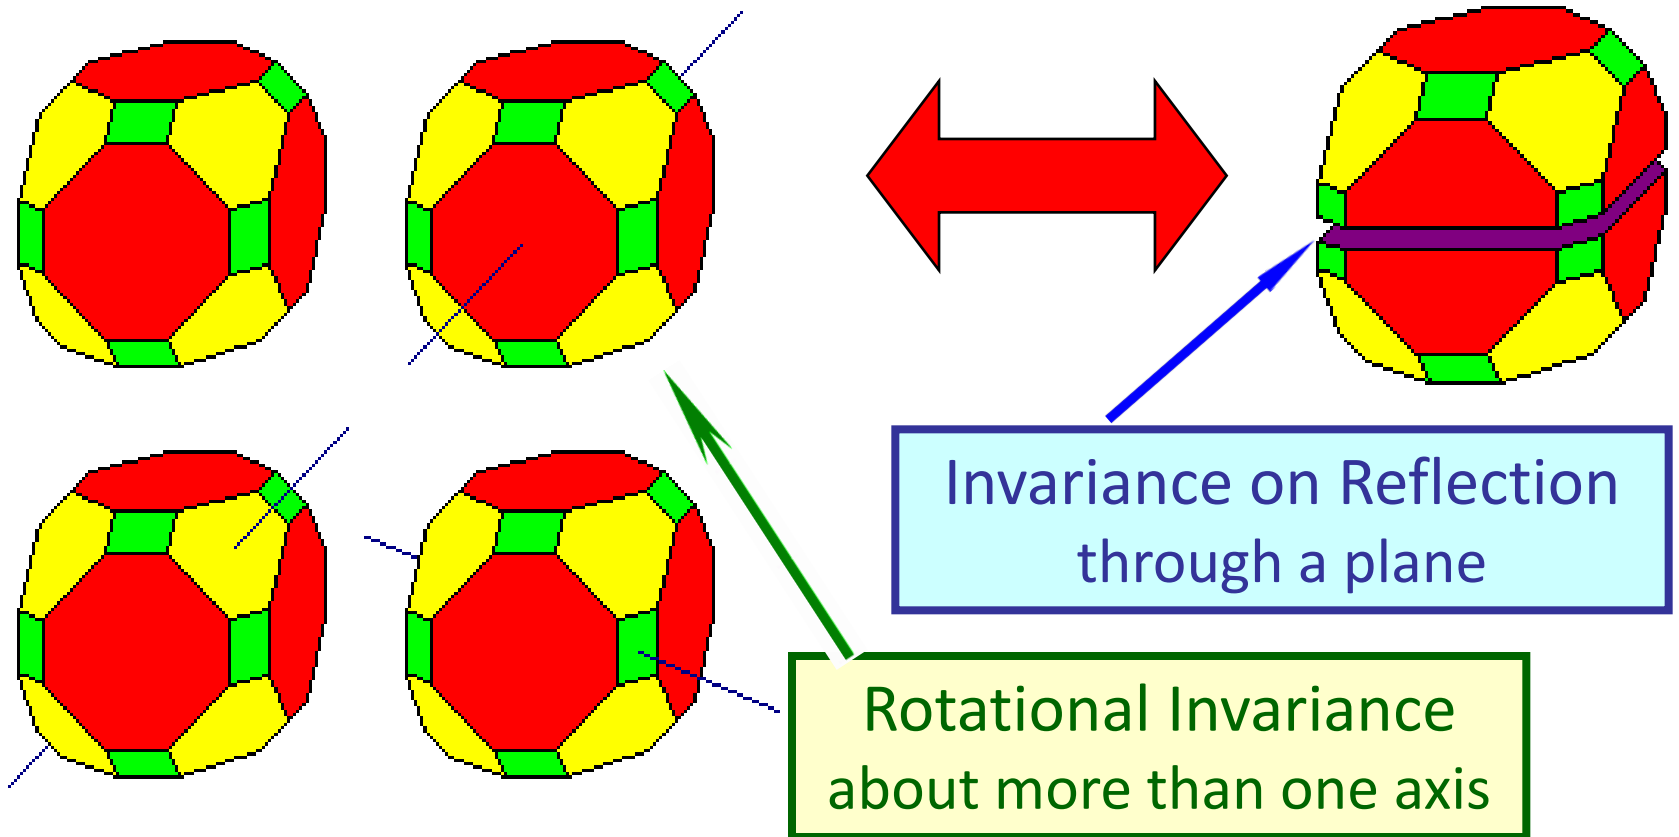 Invariance on Reflection
through a plane
Rotational Invariance
about more than one axis